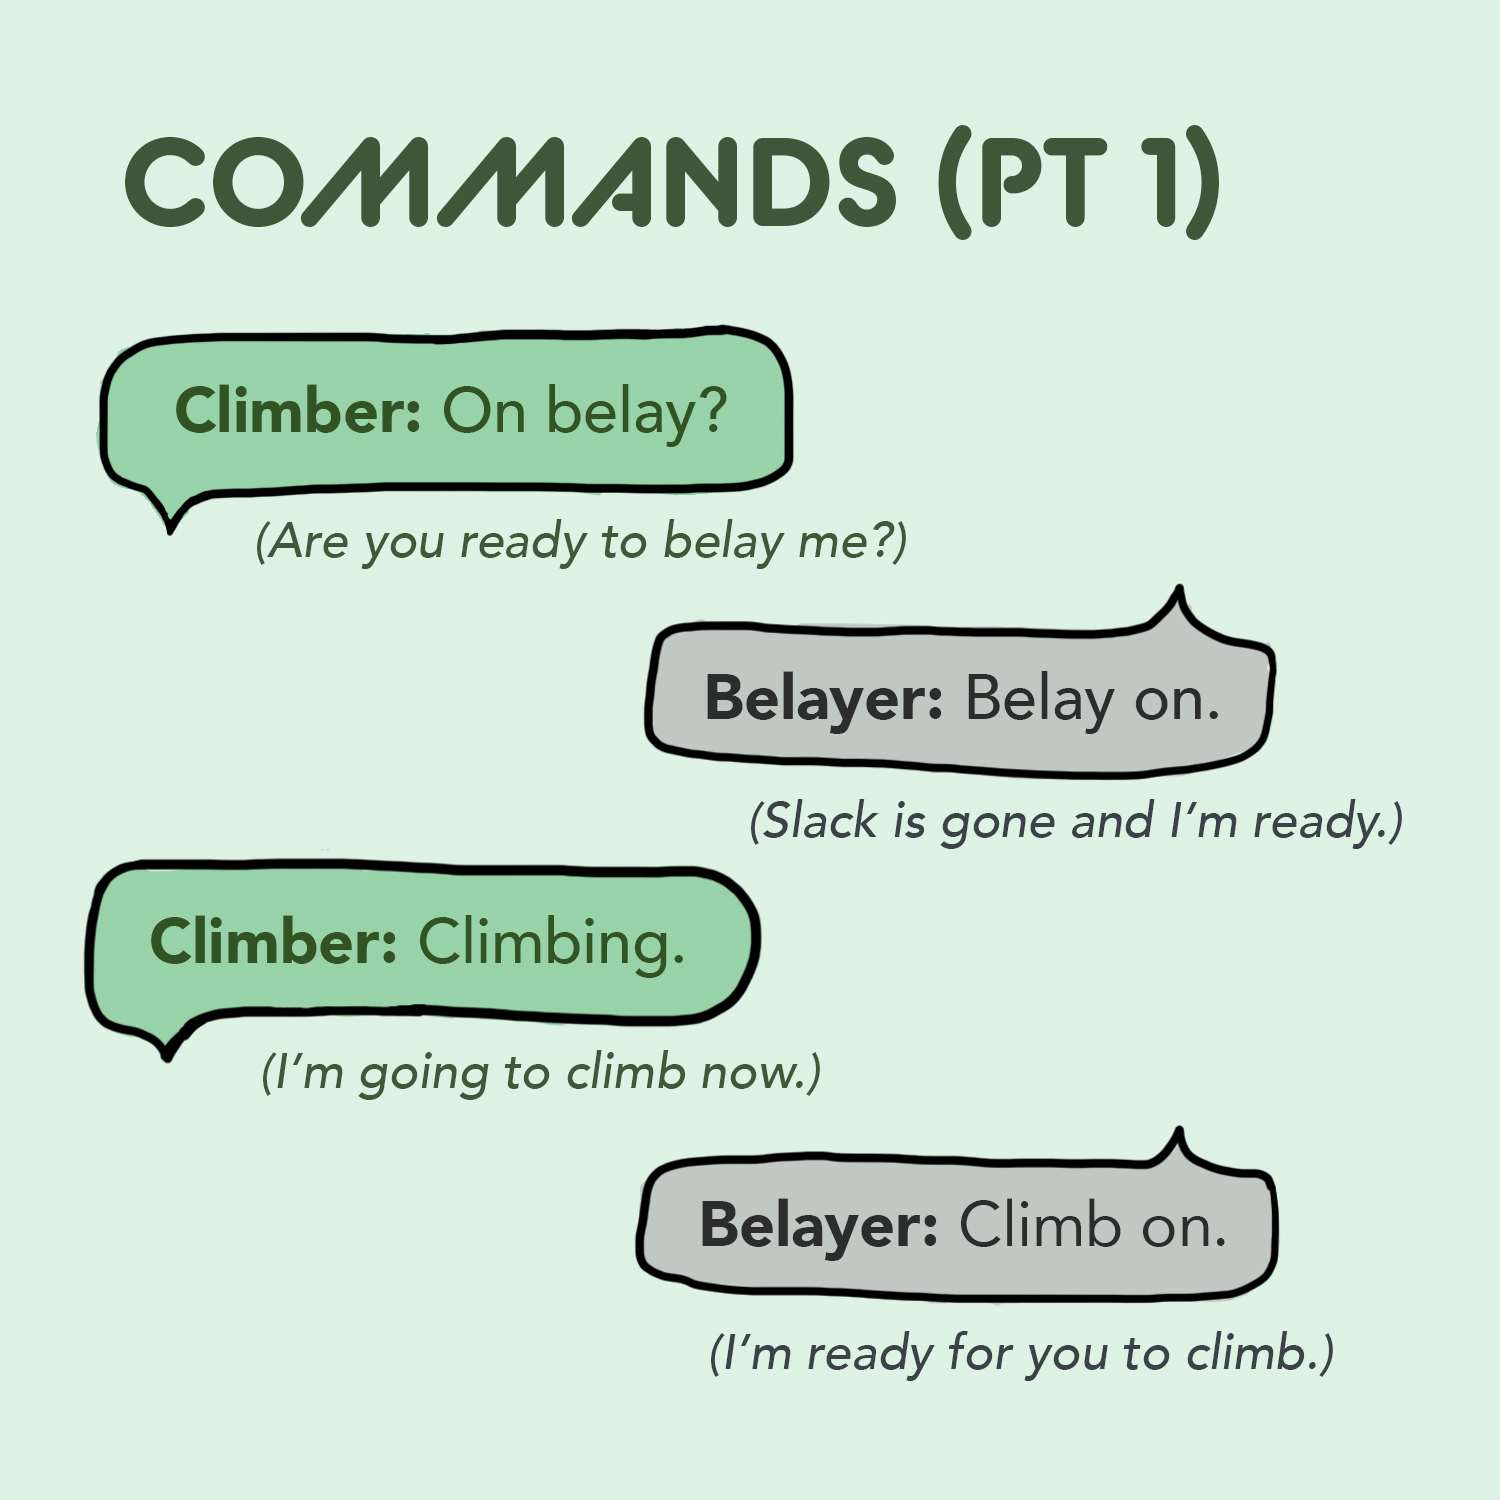 COMMANDS (PT 1)
Climber: On belay?
(Are you ready to belay me?)
Belayer: Belay on.
(Slack is gone and I’m ready.)
Climber: Climbing.
(I’m going to climb now.)
Belayer: Climb on.
(I’m ready for you to climb.)